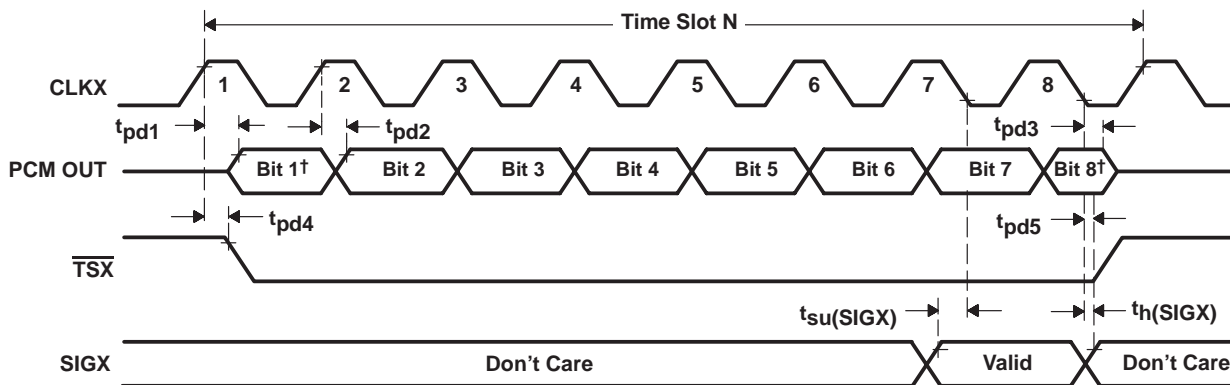 Time Slot N
CLKX 1 2 3 4 5 6 7 8
tpd1 tpd2 tpd3
PCM OUT Bit 1† Bit 2 Bit 3 Bit 4 Bit 5 Bit 6 Bit 7 Bit 8†
tpd4 tpd5
TSX
tsu(SIGX) th(SIGX)
SIGX Don't Care Valid Don't Care